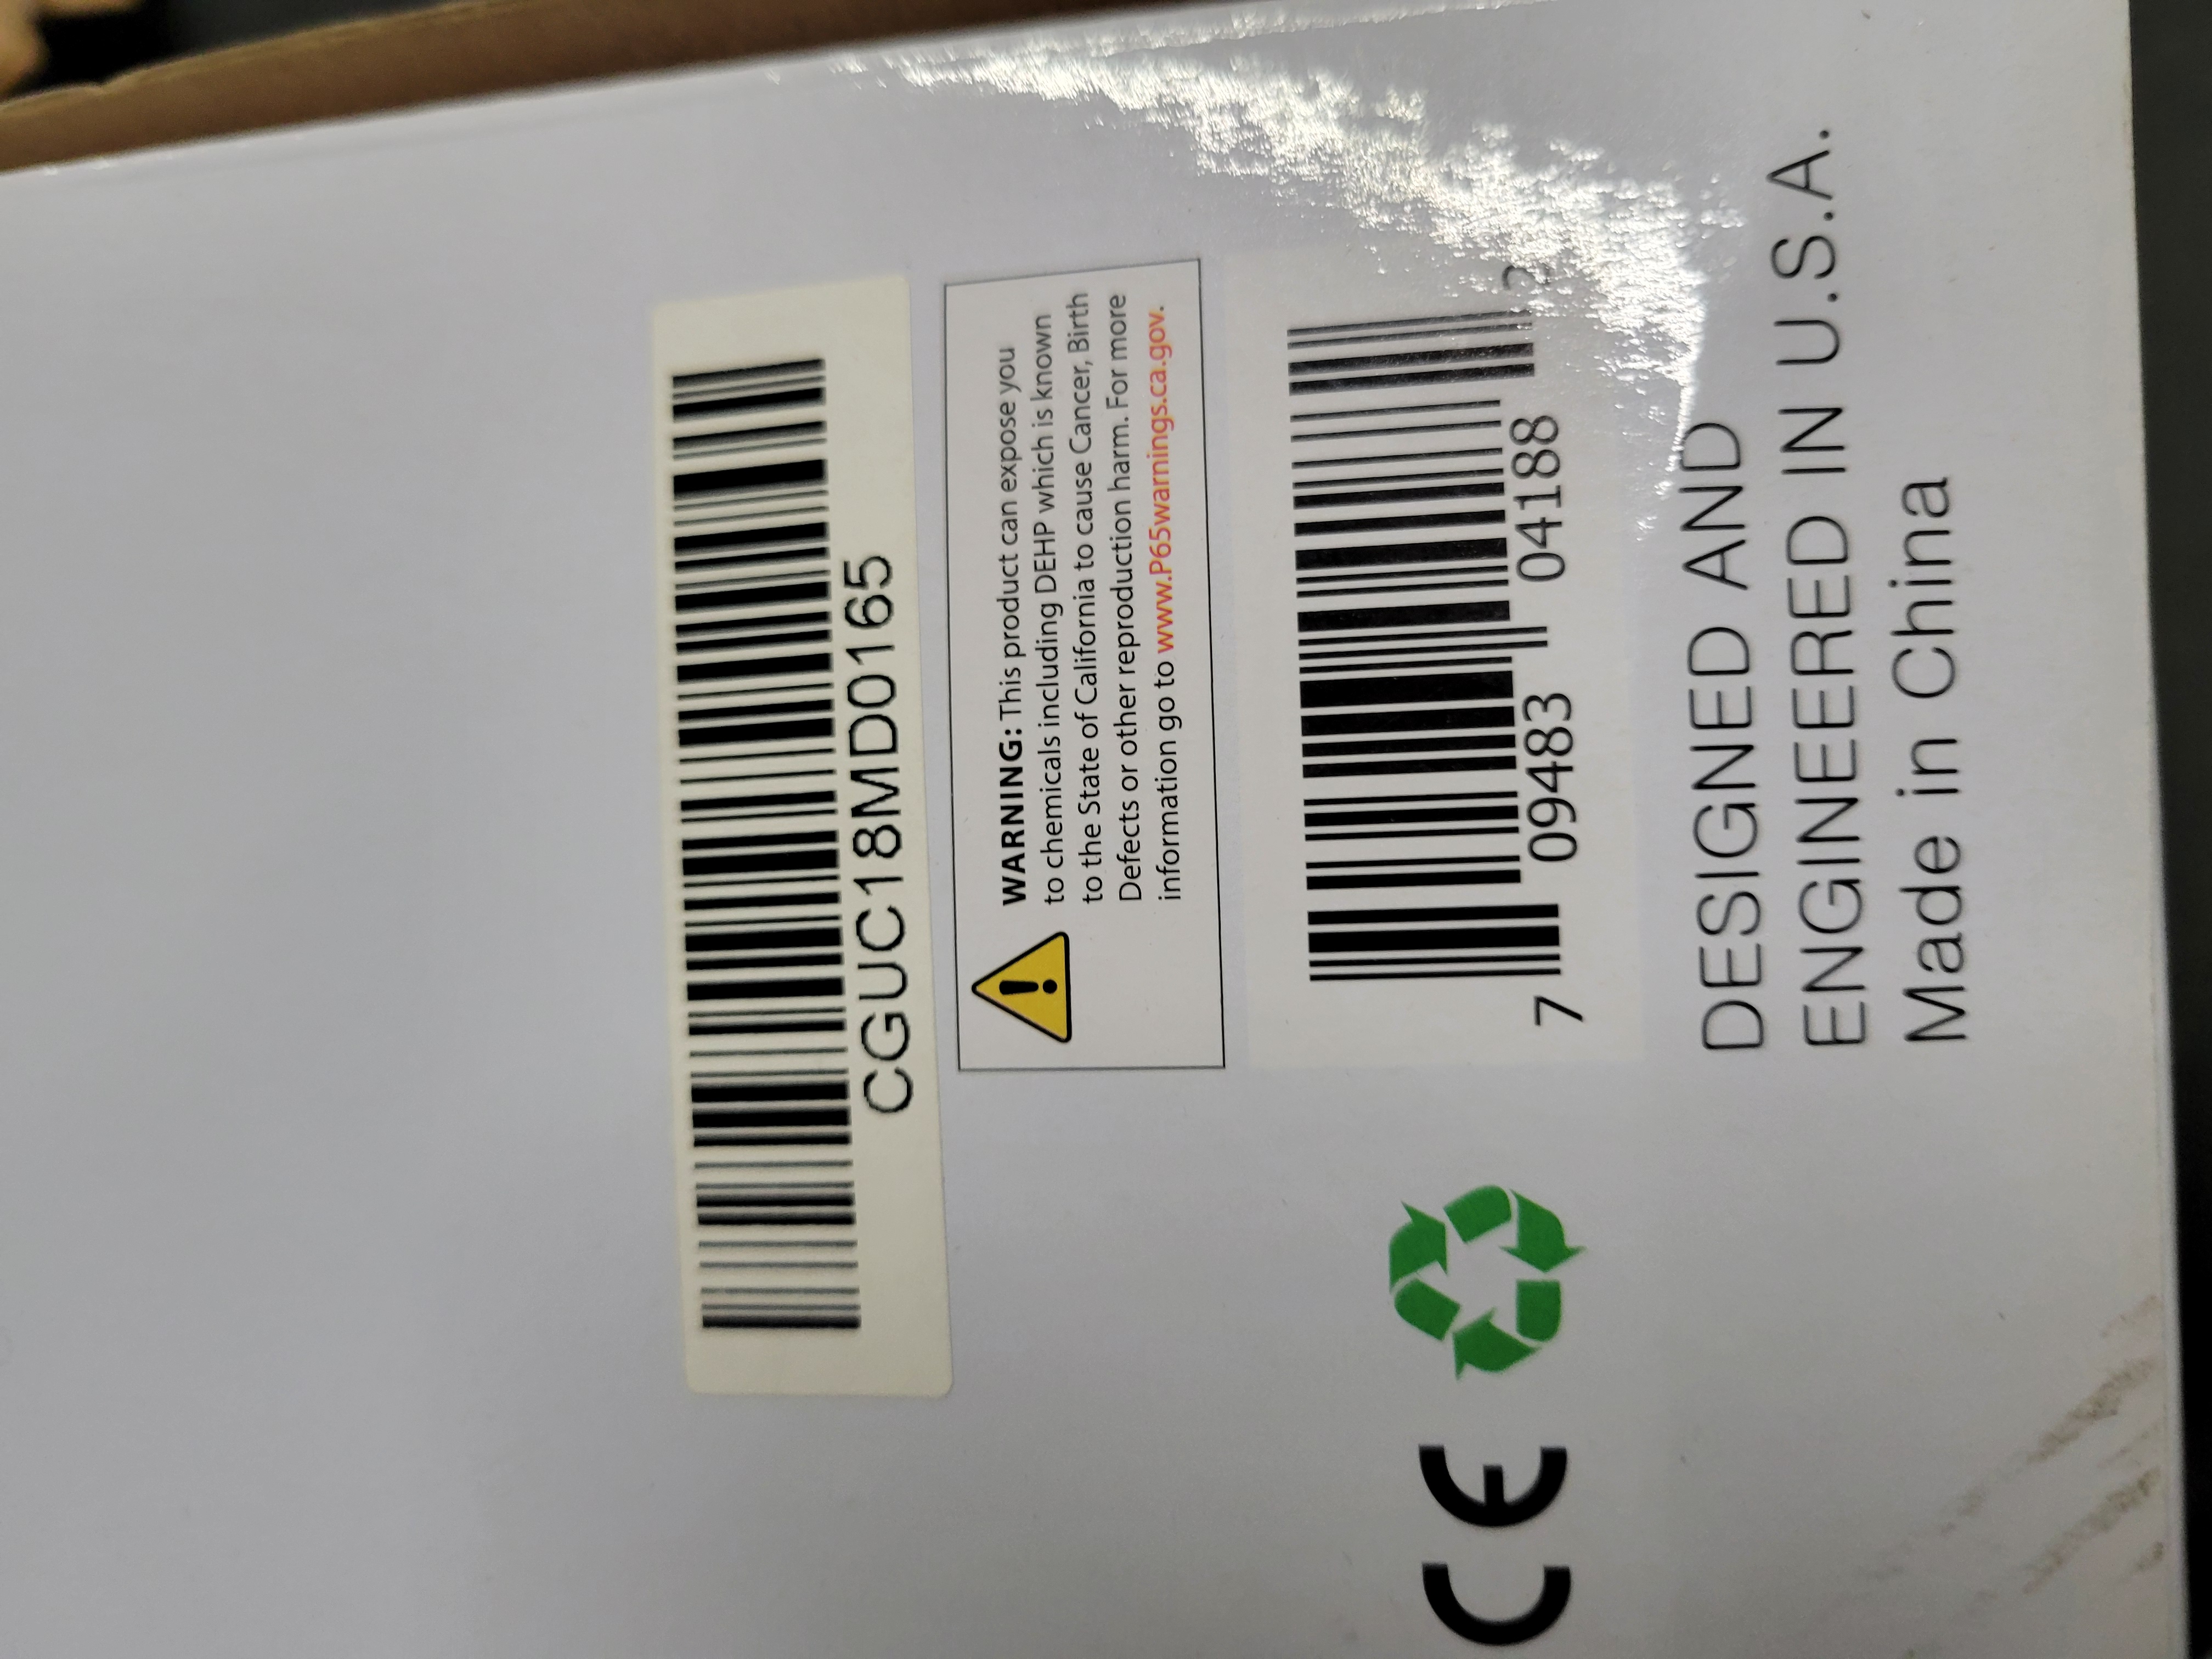 CGUC18MD0165
WARNING: This product can expose you
to chemicals including DEHP which is known
to the State of California to cause Cancer, Birth
Defects or other reproduction harm. For more
information go to www.P65warnings.ca.gov.
7 09483 04188 2
CE
DESIGNED AND
ENGINEERED IN U.S.A.
Made in China